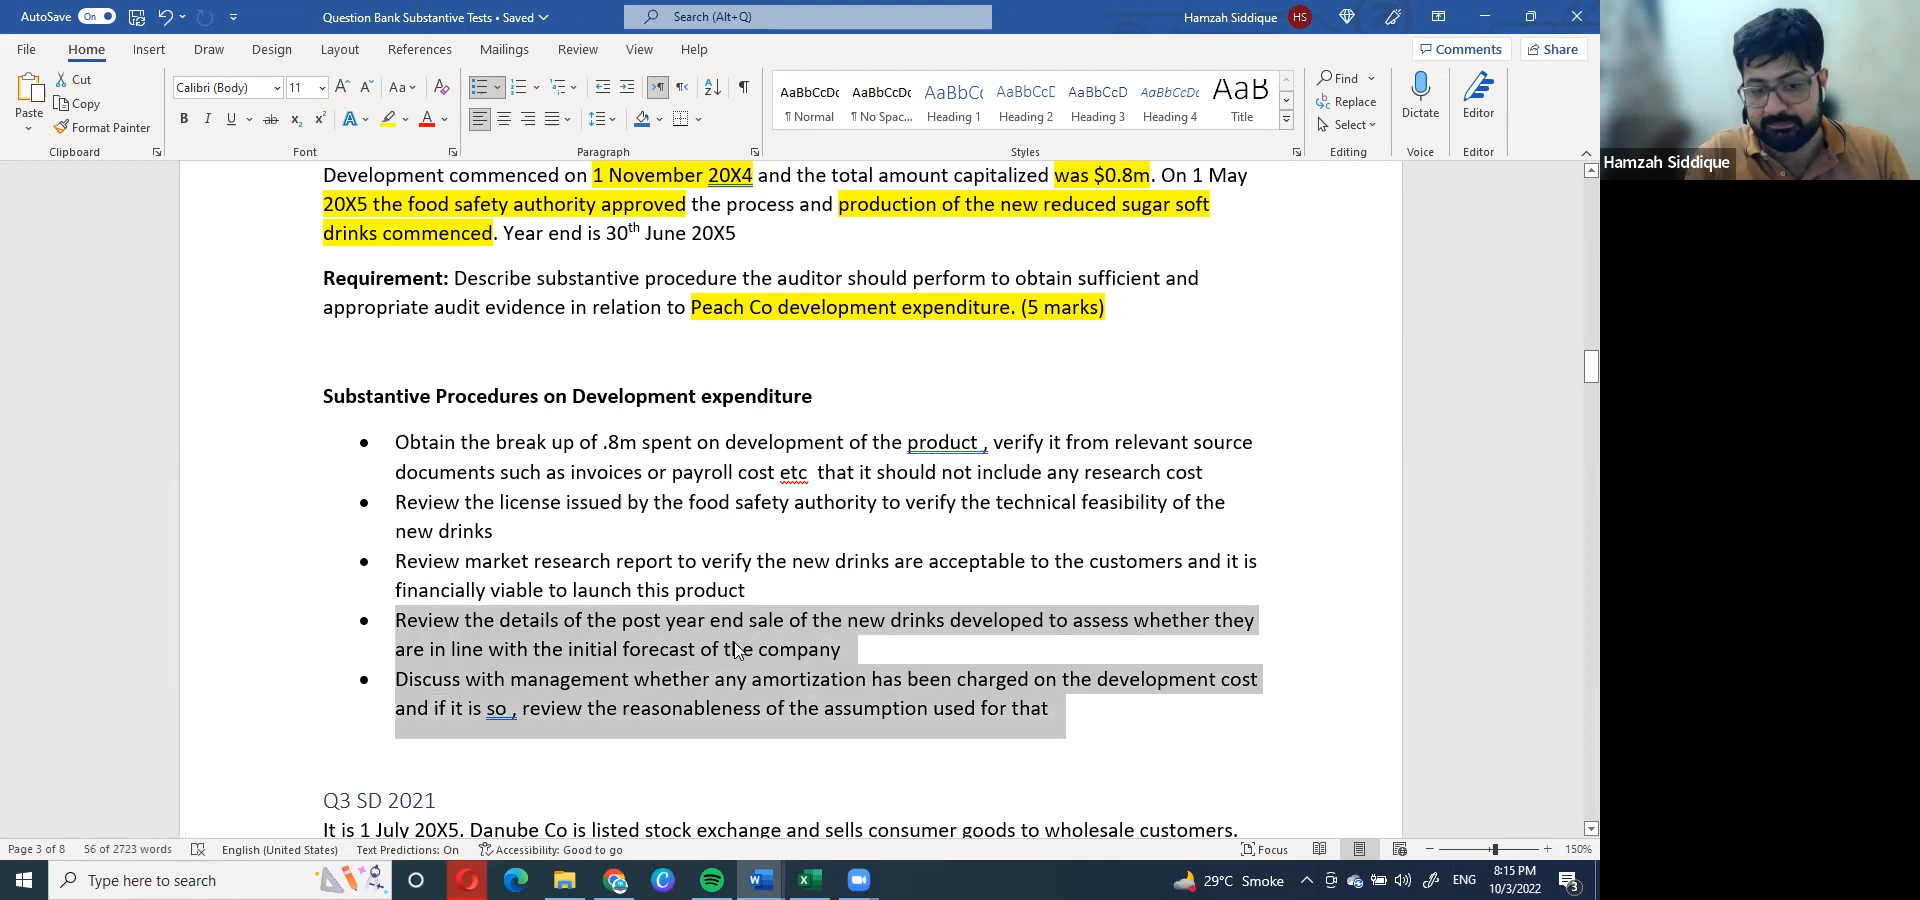 AutoSave On Question Bank Substantive Tests • Saved Search (Alt+Q) Hamzah Siddique HS
File Home Insert Draw Design Layout References Mailings Review View Help Comments Share
Paste Cut Copy Format Painter
Calibri (Body) 11 Aa
B I U ab x₂ x² A A
AaBbCcDc AaBbCcDc AaBbCc AaBbCcD AaBbCcD AaBbCcDc AaB
¶ Normal ¶ No Spac... Heading 1 Heading 2 Heading 3 Heading 4 Title
Find Replace Select Dictate Editor
Clipboard Font Paragraph Styles Editing Voice Editor
Hamzah Siddique
Development commenced on 1 November 20X4 and the total amount capitalized was $0.8m. On 1 May
20X5 the food safety authority approved the process and production of the new reduced sugar soft
drinks commenced. Year end is 30th June 20X5
Requirement: Describe substantive procedure the auditor should perform to obtain sufficient and
appropriate audit evidence in relation to Peach Co development expenditure. (5 marks)
Substantive Procedures on Development expenditure
• Obtain the break up of .8m spent on development of the product , verify it from relevant source
documents such as invoices or payroll cost etc that it should not include any research cost
• Review the license issued by the food safety authority to verify the technical feasibility of the
new drinks
• Review market research report to verify the new drinks are acceptable to the customers and it is
financially viable to launch this product
• Review the details of the post year end sale of the new drinks developed to assess whether they
are in line with the initial forecast of the company
• Discuss with management whether any amortization has been charged on the development cost
and if it is so , review the reasonableness of the assumption used for that
Q3 SD 2021
It is 1 July 20X5. Danube Co is listed stock exchange and sells consumer goods to wholesale customers.
Page 3 of 8 56 of 2723 words English (United States) Text Predictions: On Accessibility: Good to go Focus 150%
Type here to search 29°C Smoke ENG 8:15 PM
10/3/2022 3